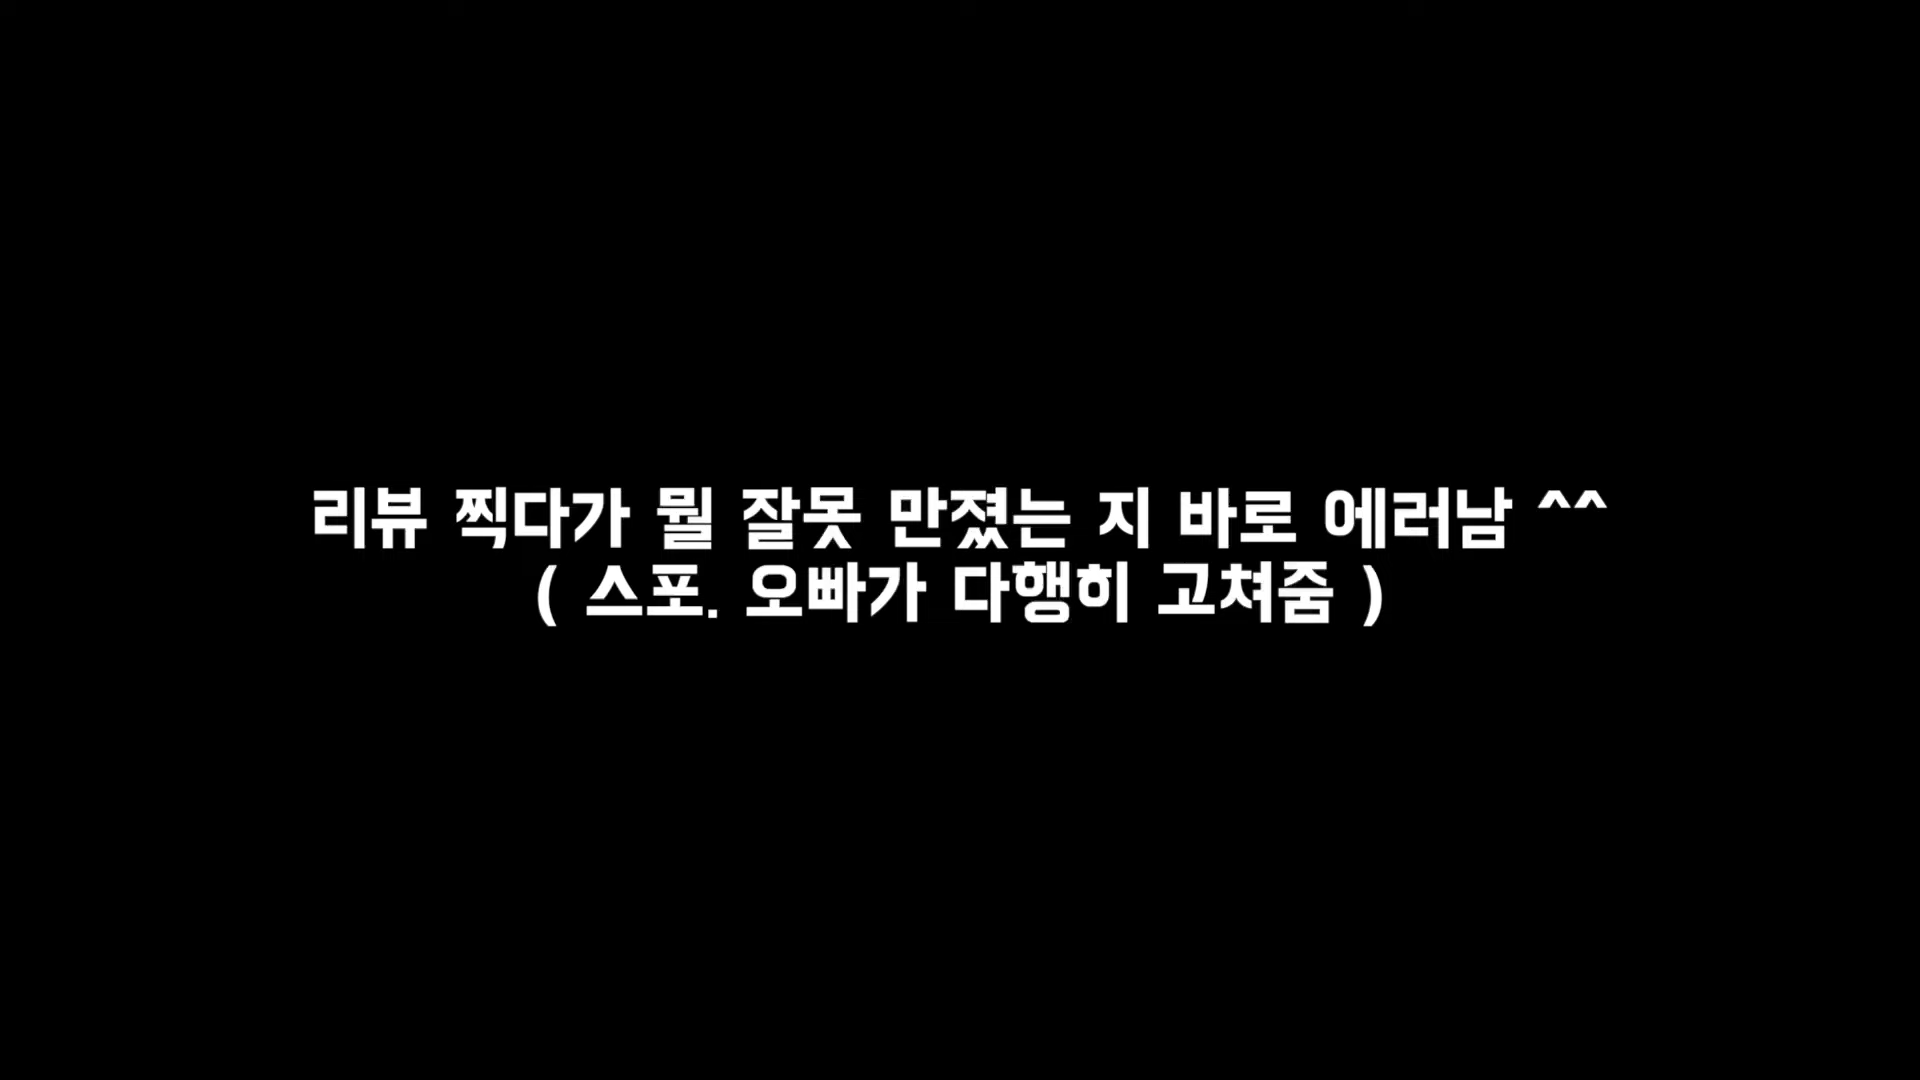 리뷰 찍다가 뭘 잘못 만졌는 지 바로 에러남 ^^
( 스포. 오빠가 다행히 고쳐줌 )